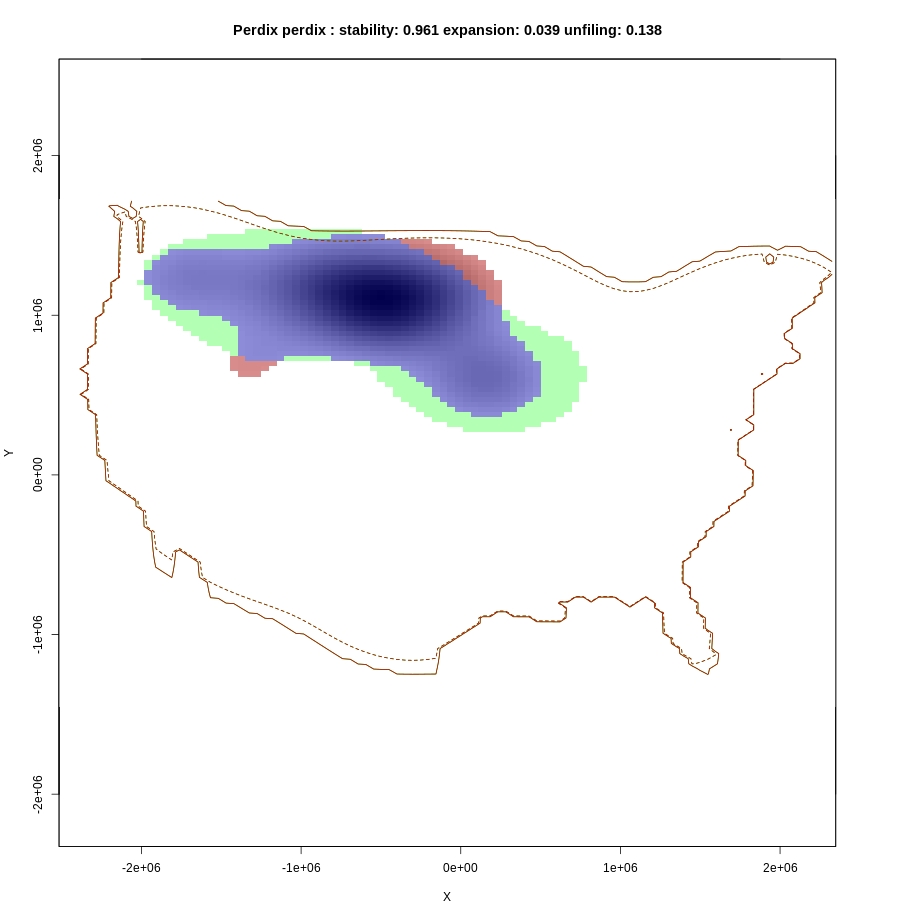 Perdix perdix : stability: 0.961 expansion: 0.039 unfiling: 0.138
2e+06
1e+06
0e+00
-1e+06
-2e+06
Y
-2e+06 -1e+06 0e+00 1e+06 2e+06
X